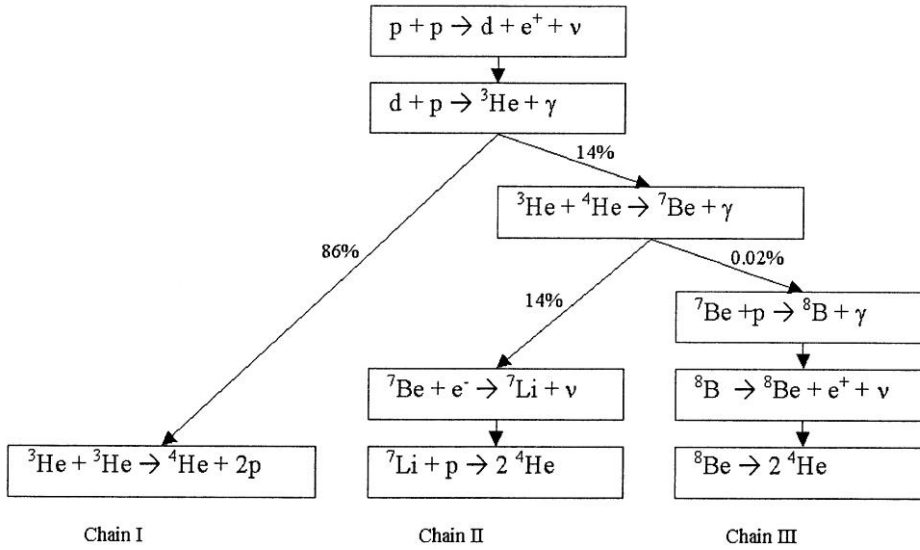 p + p → d + e⁺ + ν
d + p → ³He + γ
14%
³He + ⁴He → ⁷Be + γ
86%
0.02%
14%
⁷Be +p → ⁸B + γ
⁷Be + e⁻ → ⁷Li + ν
⁸B → ⁸Be + e⁺ + ν
³He + ³He → ⁴He + 2p
⁷Li + p → 2 ⁴He
⁸Be → 2 ⁴He
Chain I
Chain II
Chain III